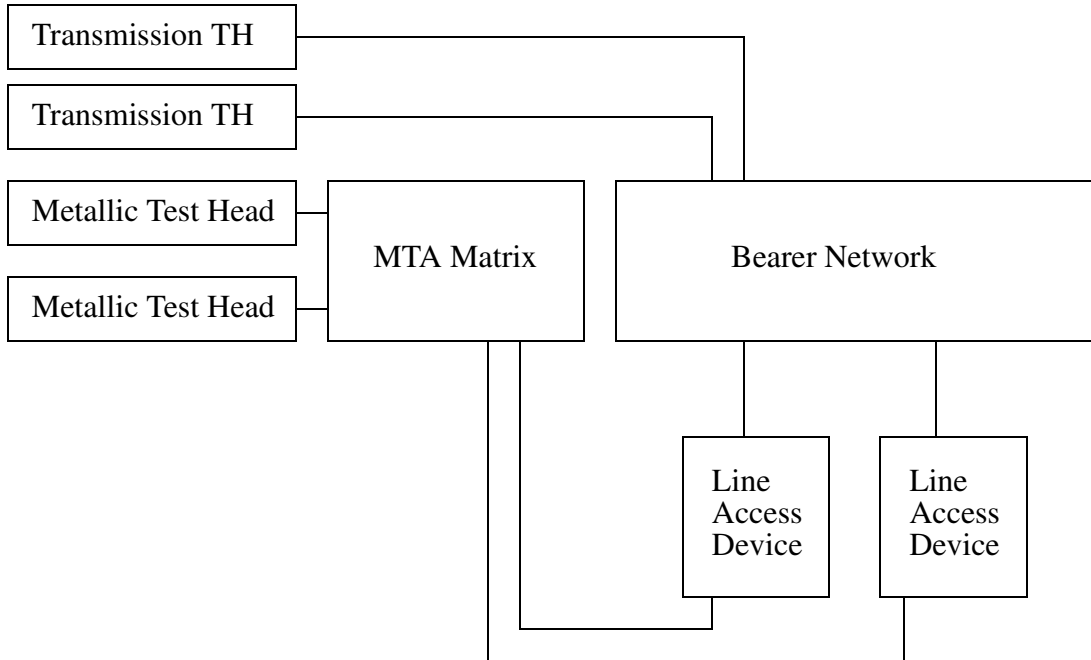 Transmission TH
Transmission TH
Metallic Test Head
MTA Matrix
Bearer Network
Metallic Test Head
Line
Access
Device
Line
Access
Device